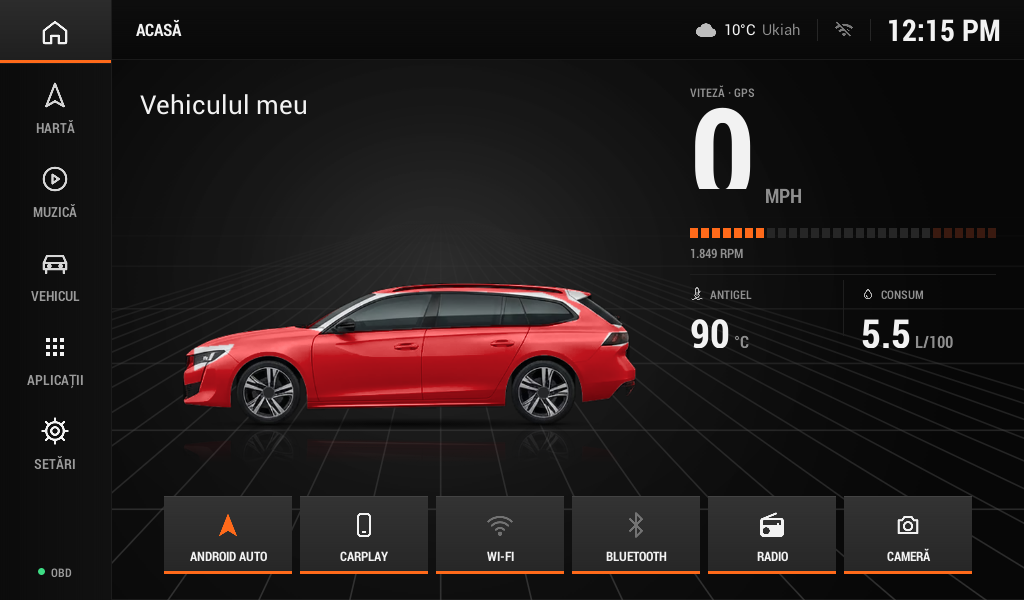 ACASĂ
10°C Ukiah
12:15 PM
HARTĂ
MUZICĂ
VEHICUL
APLICAȚII
SETĂRI
OBD
Vehiculul meu
VITEZĂ · GPS
0 MPH
1.849 RPM
ANTIGEL
90 °C
CONSUM
5.5 L/100
ANDROID AUTO
CARPLAY
WI-FI
BLUETOOTH
RADIO
CAMERĂ